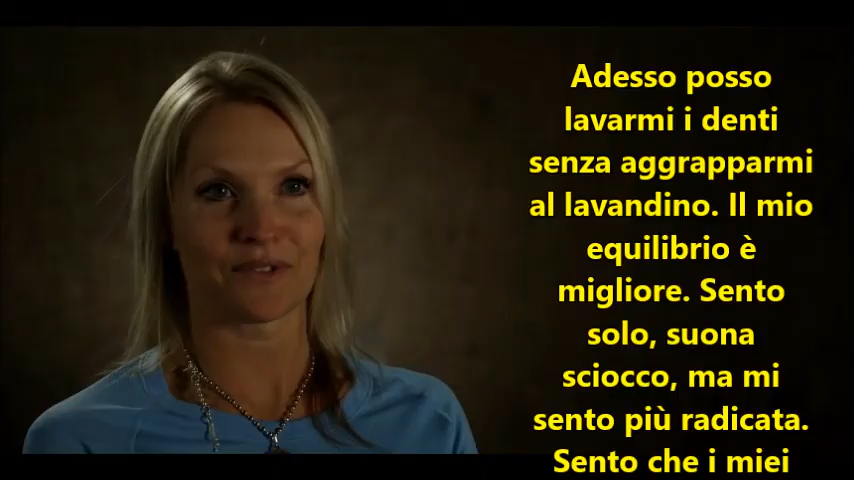 Adesso posso
lavarmi i denti
senza aggrapparmi
al lavandino. Il mio
equilibrio è
migliore. Sento
solo, suona
sciocco, ma mi
sento più radicata.
Sento che i miei